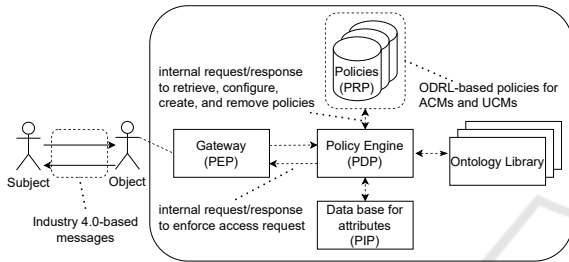 internal request/response
to retrieve, configure,
create, and remove policies
Policies
(PRP)
ODRL-based policies for
ACMs and UCMs
Subject
Object
Gateway
(PEP)
Policy Engine
(PDP)
Ontology Library
Industry 4.0-based
messages
internal request/response
to enforce access request
Data base for
attributes
(PIP)